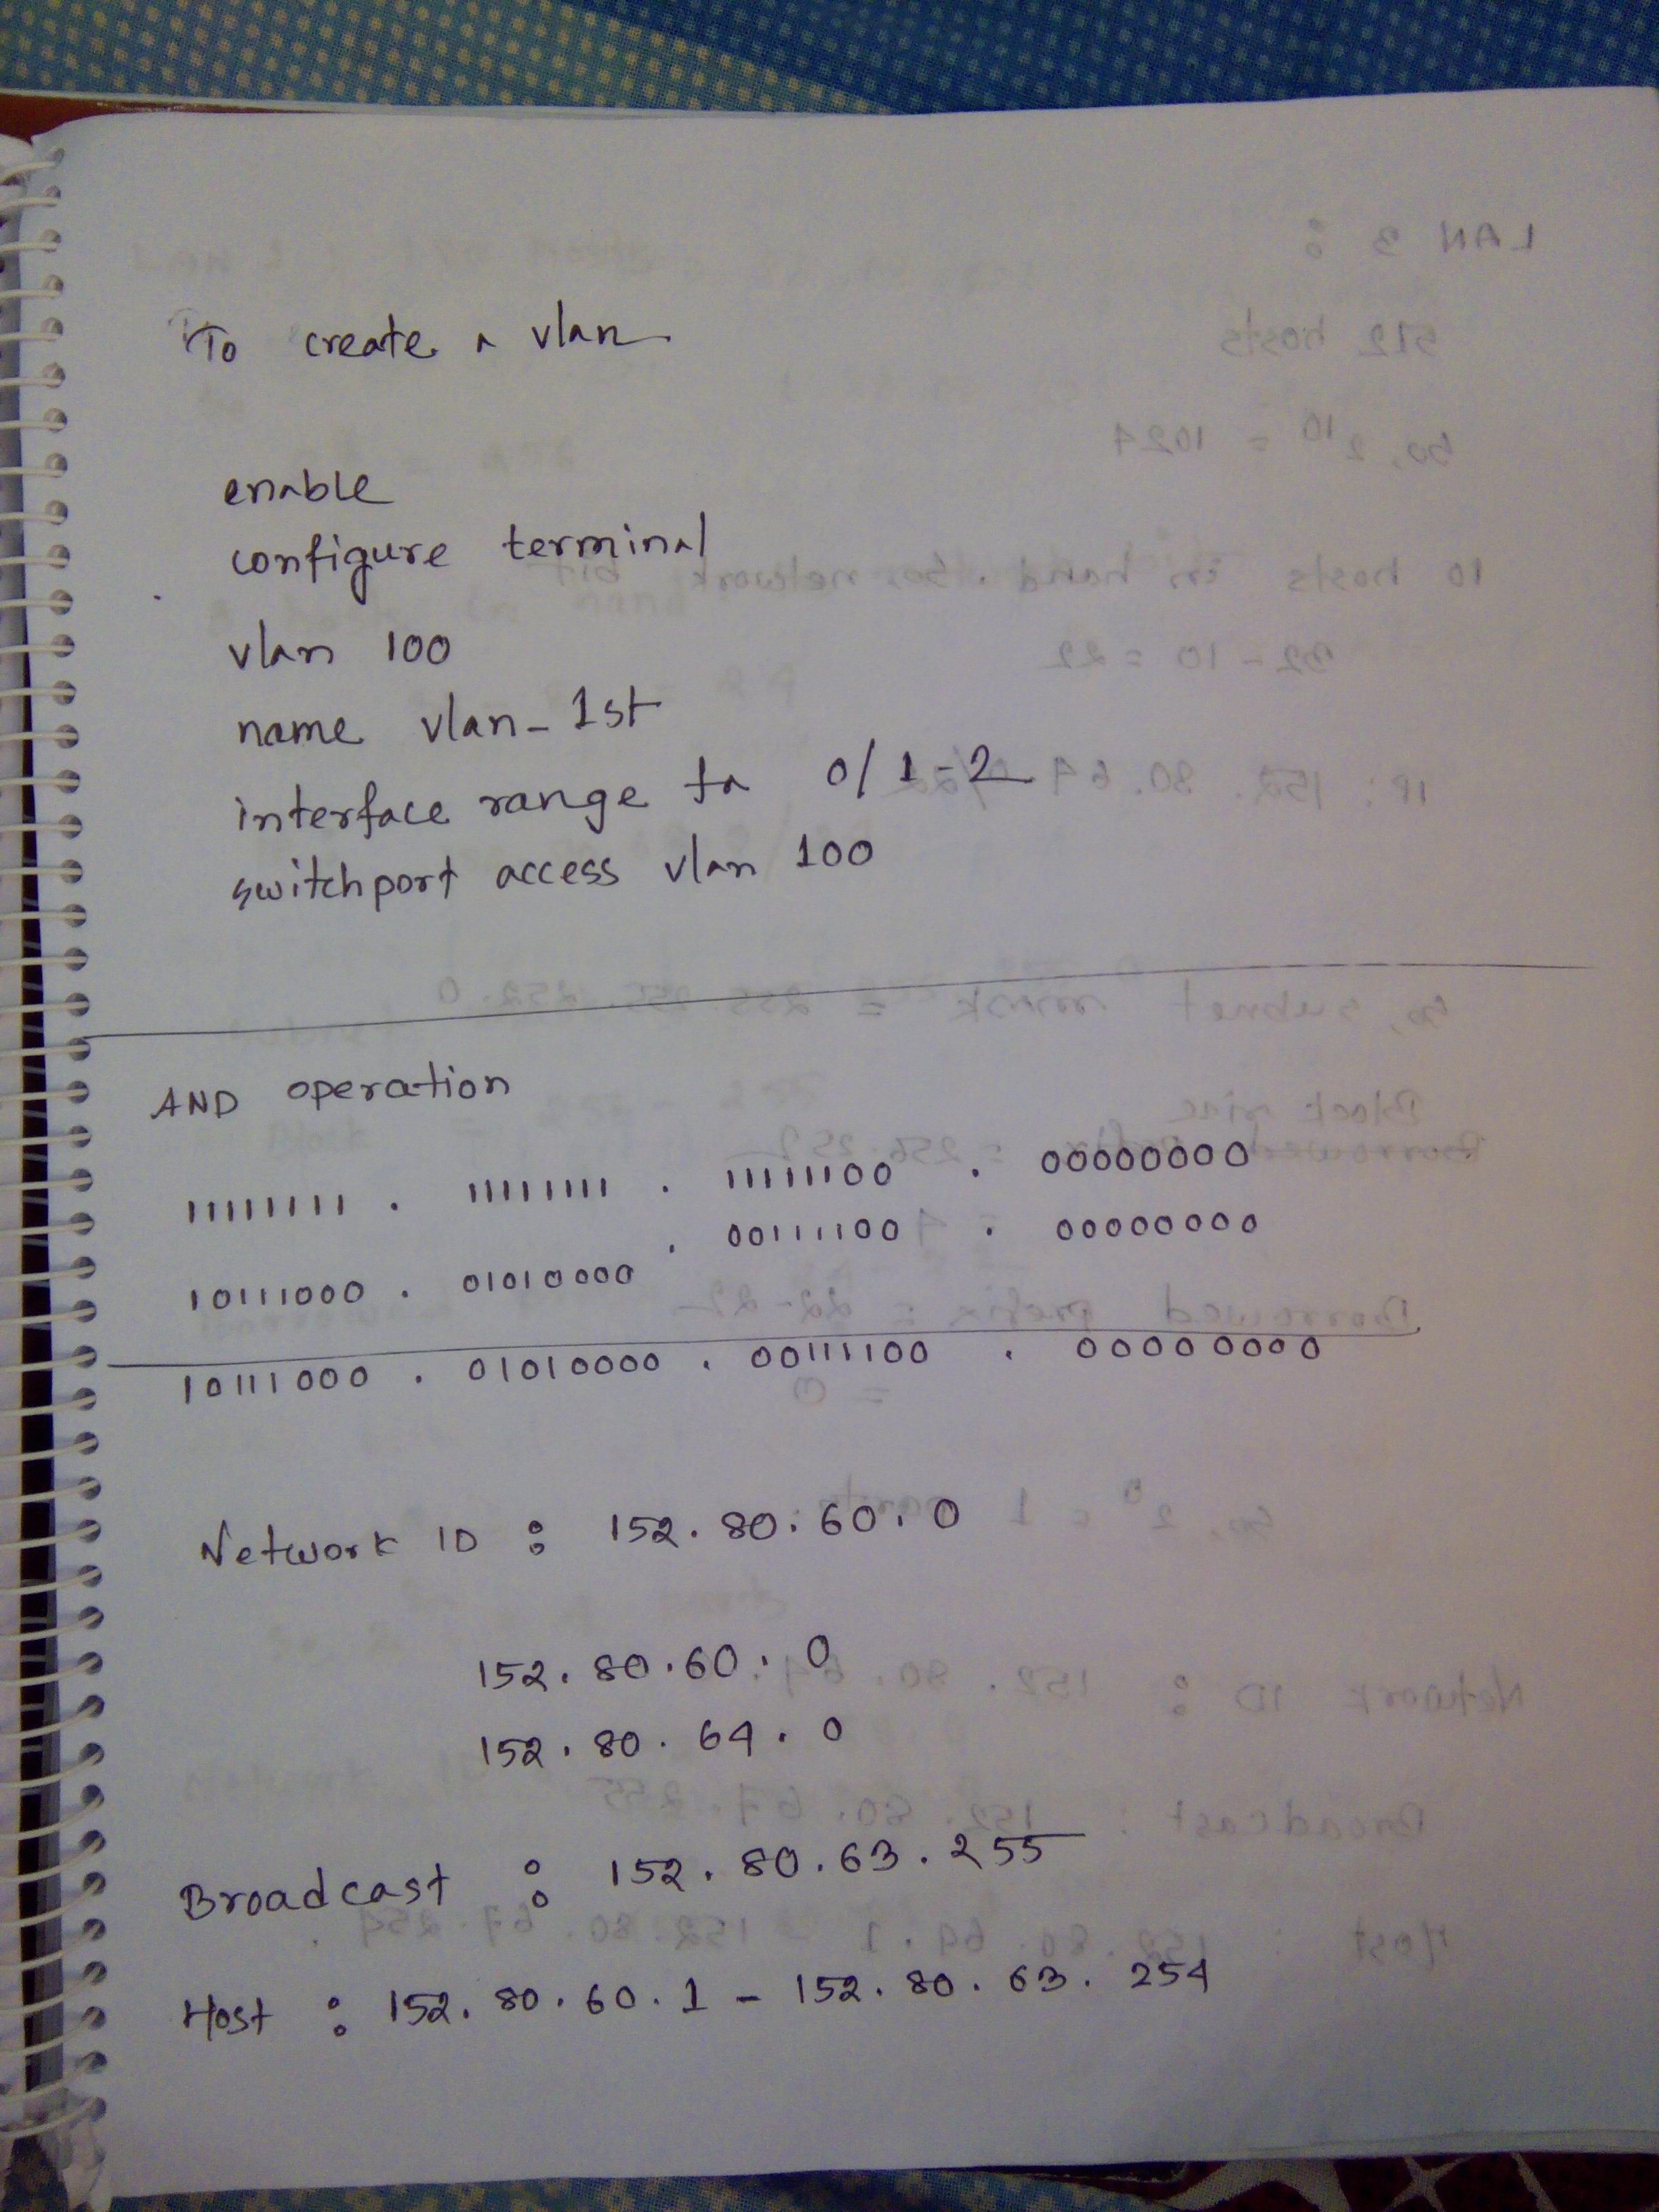 To create a vlan
enable
configure terminal
vlan 100
name vlan_1st
interface range fa 0/1-2
switchport access vlan 100
AND operation
11111111 . 11111111 . 11111100 . 00000000
10111000 . 01010000 . 00111100 . 00000000
10111000 . 01010000 . 00111100 . 00000000
Network ID : 152.80.60.0
152.80.60.0
152.80.64.0
Broadcast : 152.80.63.255
Host : 152.80.60.1 - 152.80.63.254